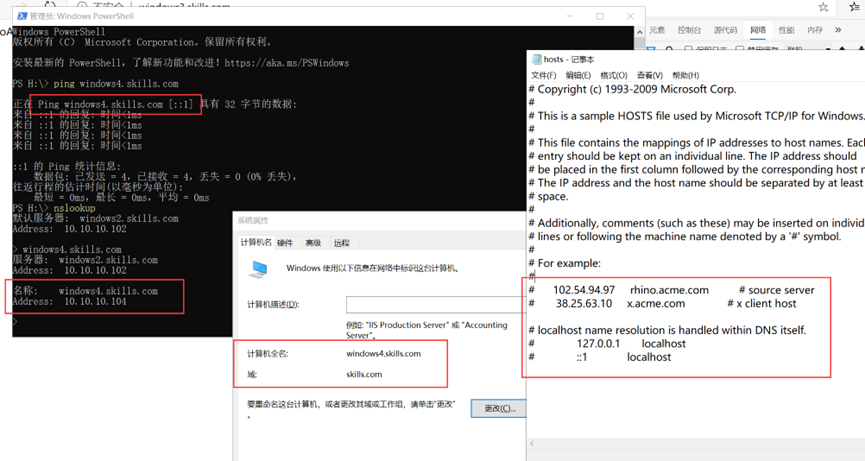 不安全 windows3.skills.com
管理员: Windows PowerShell
Windows PowerShell
版权所有 (C) Microsoft Corporation。保留所有权利。
安装最新的 PowerShell，了解新功能和改进！https://aka.ms/PSWindows
PS H:\> ping windows4.skills.com
正在 Ping windows4.skills.com [::1] 具有 32 字节的数据:
来自 ::1 的回复: 时间<1ms
来自 ::1 的回复: 时间<1ms
来自 ::1 的回复: 时间<1ms
来自 ::1 的回复: 时间<1ms
::1 的 Ping 统计信息:
数据包: 已发送 = 4，已接收 = 4，丢失 = 0 (0% 丢失)，
往返行程的估计时间(以毫秒为单位):
最短 = 0ms，最长 = 0ms，平均 = 0ms
PS H:\> nslookup
默认服务器: windows2.skills.com
Address: 10.10.10.102
> windows4.skills.com
服务器: windows2.skills.com
Address: 10.10.10.102
名称: windows4.skills.com
Address: 10.10.10.104
>
元素 控制台 源代码 网络 性能 内存 »
系统属性
计算机名 硬件 高级 远程
Windows 使用以下信息在网络中标识这台计算机。
计算机描述(D):
例如: "IIS Production Server" 或 "Accounting
Server"。
计算机全名: windows4.skills.com
域: skills.com
要重命名这台计算机，或者更改其域或工作组，请单击"更改"
。
更改(C)...
hosts - 记事本
文件(F) 编辑(E) 格式(O) 查看(V) 帮助(H)
# Copyright (c) 1993-2009 Microsoft Corp.
#
# This is a sample HOSTS file used by Microsoft TCP/IP for Windows.
#
# This file contains the mappings of IP addresses to host names. Eac
# entry should be kept on an individual line. The IP address should
# be placed in the first column followed by the corresponding host n
# The IP address and the host name should be separated by at least
# space.
#
# Additionally, comments (such as these) may be inserted on individ
# lines or following the machine name denoted by a '#' symbol.
#
# For example:
#
# 102.54.94.97 rhino.acme.com # source server
# 38.25.63.10 x.acme.com # x client host
# localhost name resolution is handled within DNS itself.
# 127.0.0.1 localhost
# ::1 localhost